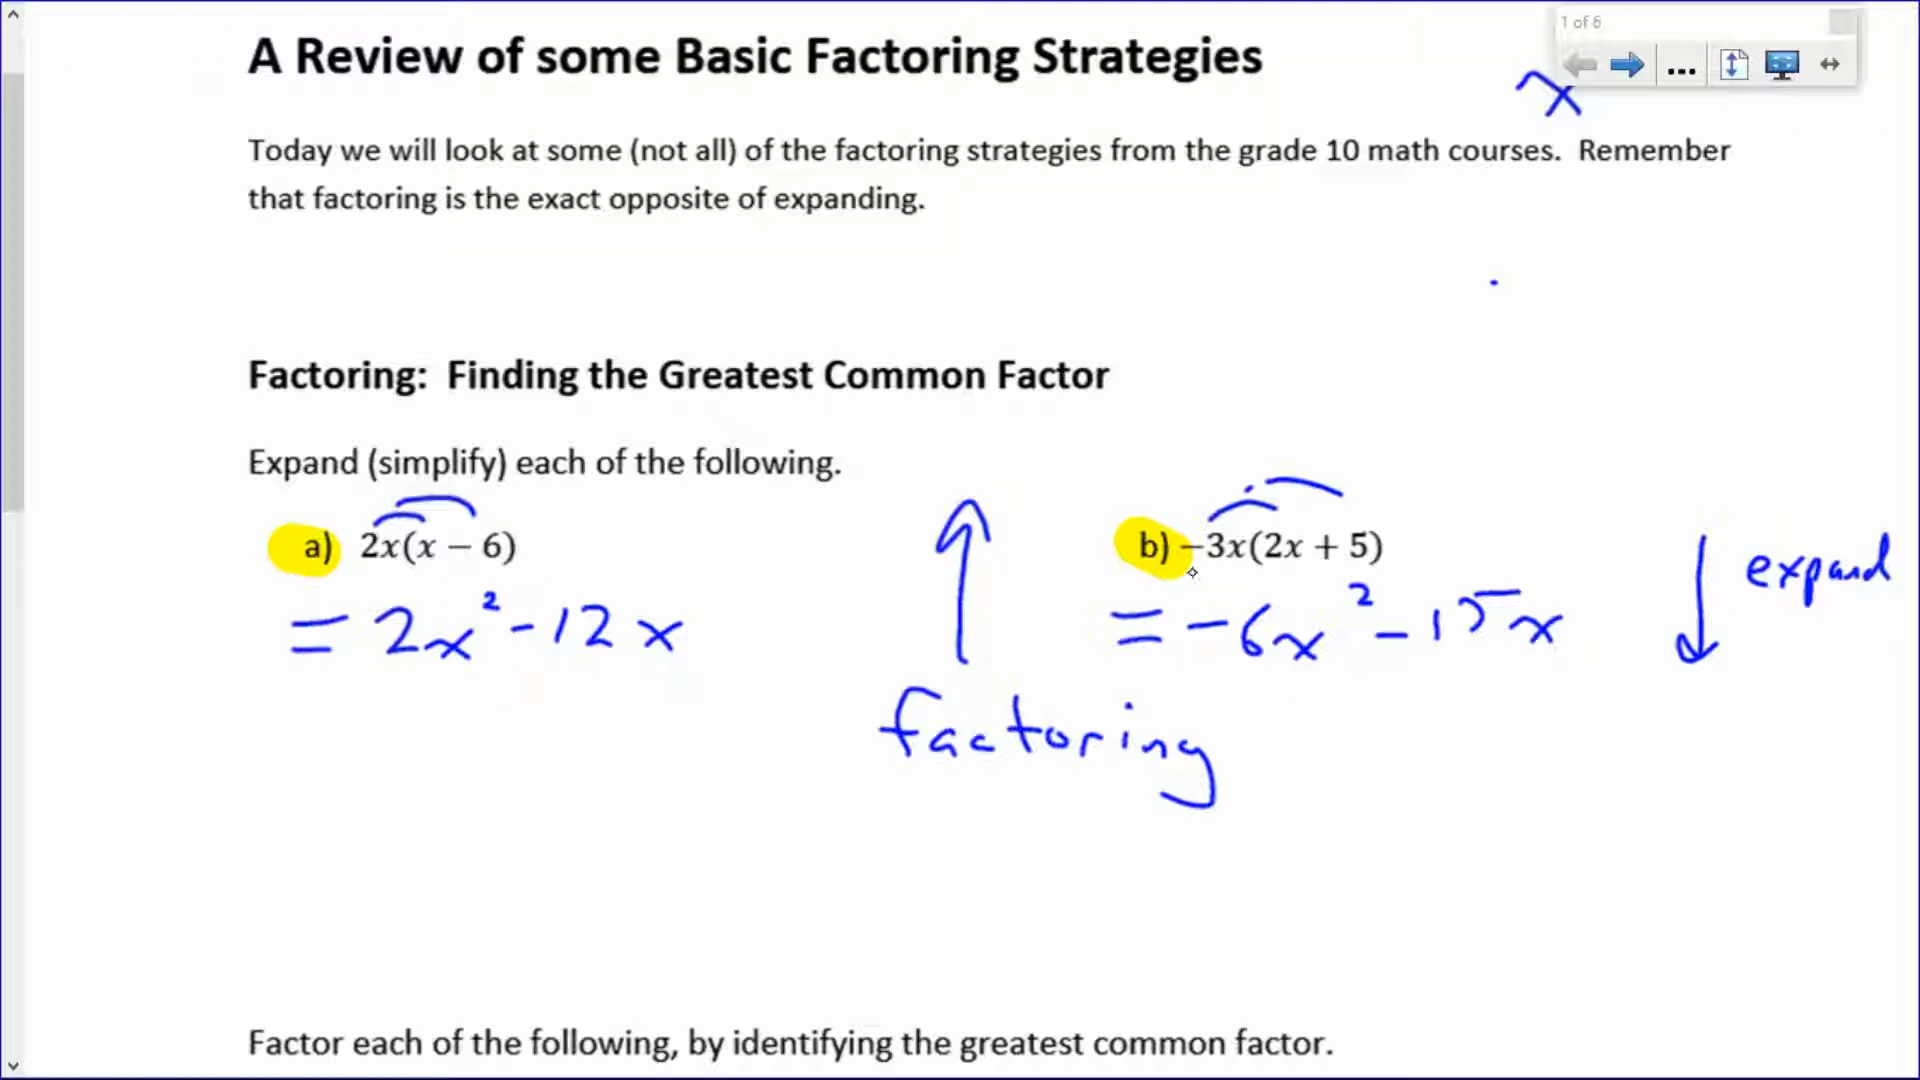 1 of 6
A Review of some Basic Factoring Strategies
x
Today we will look at some (not all) of the factoring strategies from the grade 10 math courses. Remember
that factoring is the exact opposite of expanding.
Factoring: Finding the Greatest Common Factor
Expand (simplify) each of the following.
a) 2x(x − 6)
b) −3x(2x + 5)
expand
= 2x² - 12x
= -6x² - 15x
factoring
Factor each of the following, by identifying the greatest common factor.